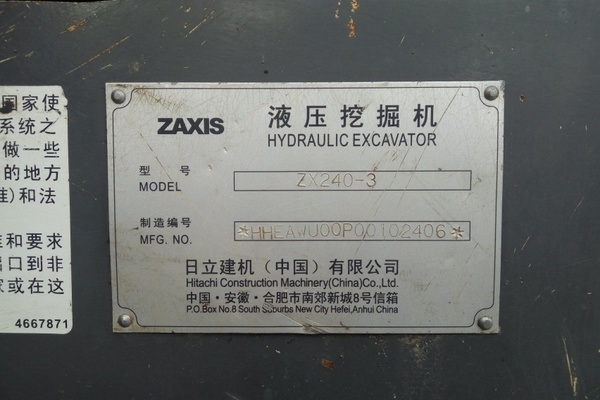 国家使
系统之
做一些
的地方
准)和法
和要求
口到非
家或在这
4667871
ZAXIS
液压挖掘机
HYDRAULIC EXCAVATOR
型号
MODEL
ZX240-3
制造编号
MFG. NO.
*HHEAWU00P00102406*
日立建机（中国）有限公司
Hitachi Construction Machinery(China)Co.,Ltd.
中国·安徽·合肥市南郊新城8号信箱
P.O.Box No.8 South Suburbs New City Hefei,Anhui China